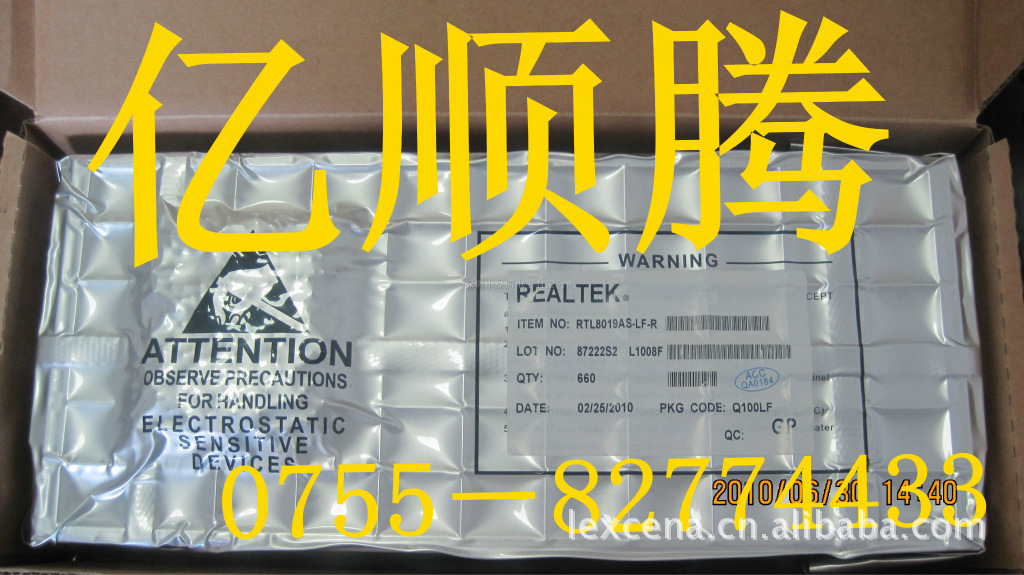 亿顺腾
WARNING
REALTEK®
CEPT
ITEM NO: RTL8019AS-LF-R
LOT NO: 87222S2 L1008F
QTY: 660
ACC
QA0184
DATE: 02/25/2010 PKG CODE: Q100LF
QC: GP
ATTENTION
OBSERVE PRECAUTIONS
FOR HANDLING
ELECTROSTATIC
SENSITIVE
DEVICES
0755-82774433
2010/06/30 14:40
lexcena.cn.alibaba.com